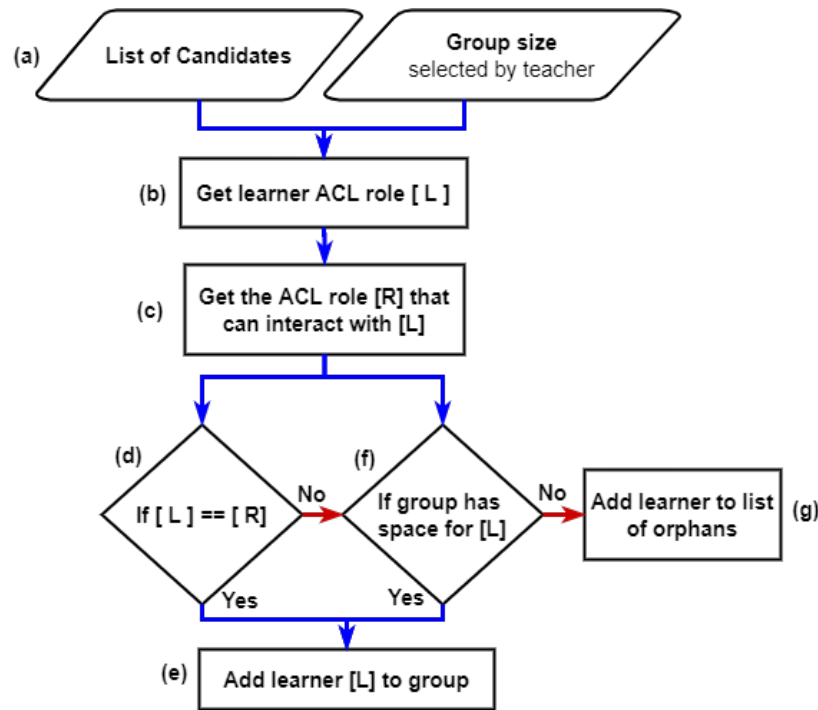 (a)
List of Candidates
Group size
selected by teacher
(b)
Get learner ACL role [ L ]
(c)
Get the ACL role [R] that
can interact with [L]
(d)
If [ L ] == [ R]
No
Yes
(f)
If group has
space for [L]
No
Yes
Add learner to list
of orphans
(g)
(e)
Add learner [L] to group